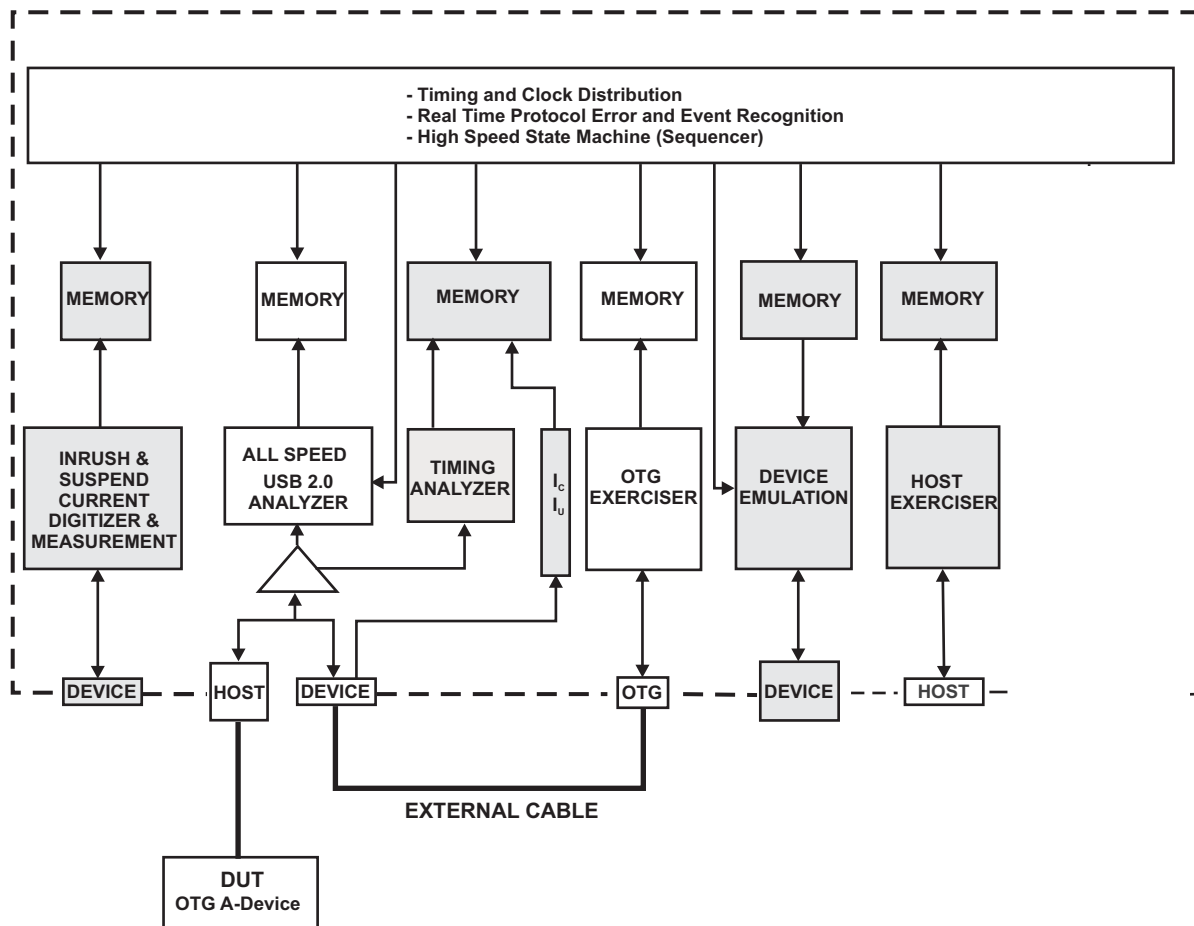 - Timing and Clock Distribution
- Real Time Protocol Error and Event Recognition
- High Speed State Machine (Sequencer)
MEMORY
MEMORY
MEMORY
MEMORY
MEMORY
MEMORY
INRUSH &
SUSPEND
CURRENT
DIGITIZER &
MEASUREMENT
ALL SPEED
USB 2.0
ANALYZER
TIMING
ANALYZER
IC
IU
OTG
EXERCISER
DEVICE
EMULATION
HOST
EXERCISER
DEVICE
HOST
DEVICE
OTG
DEVICE
HOST
EXTERNAL CABLE
DUT
OTG A-Device